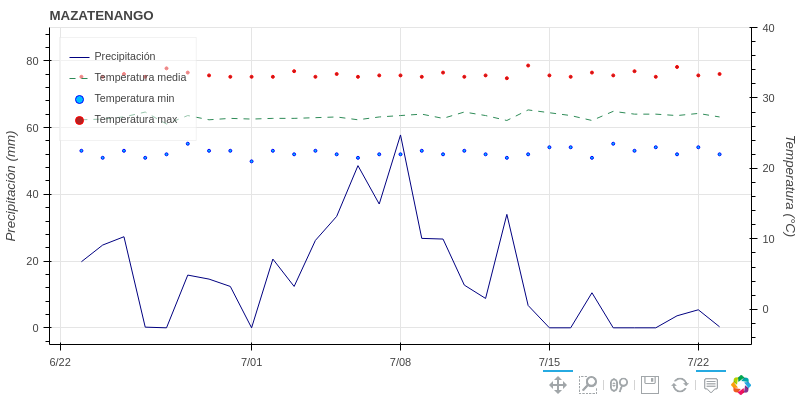 MAZATENANGO
Precipitación
Temperatura media
Temperatura min
Temperatura max
Precipitación (mm)
80
60
40
20
0
40
30
20
10
0
Temperatura (°C)
6/22
7/01
7/08
7/15
7/22